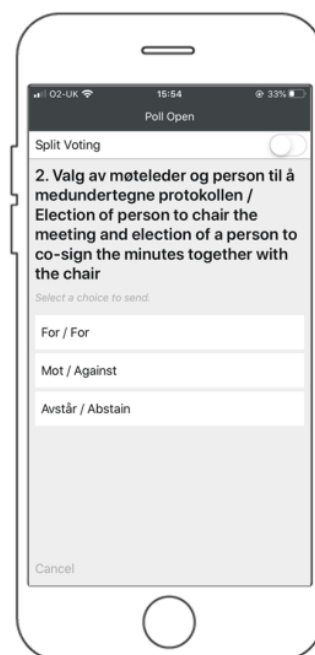 O2-UK 15:54 33%
Poll Open
Split Voting
2. Valg av møteleder og person til å
medundertegne protokollen /
Election of person to chair the
meeting and election of a person to
co-sign the minutes together with
the chair
Select a choice to send.
For / For
Mot / Against
Avstår / Abstain
Cancel